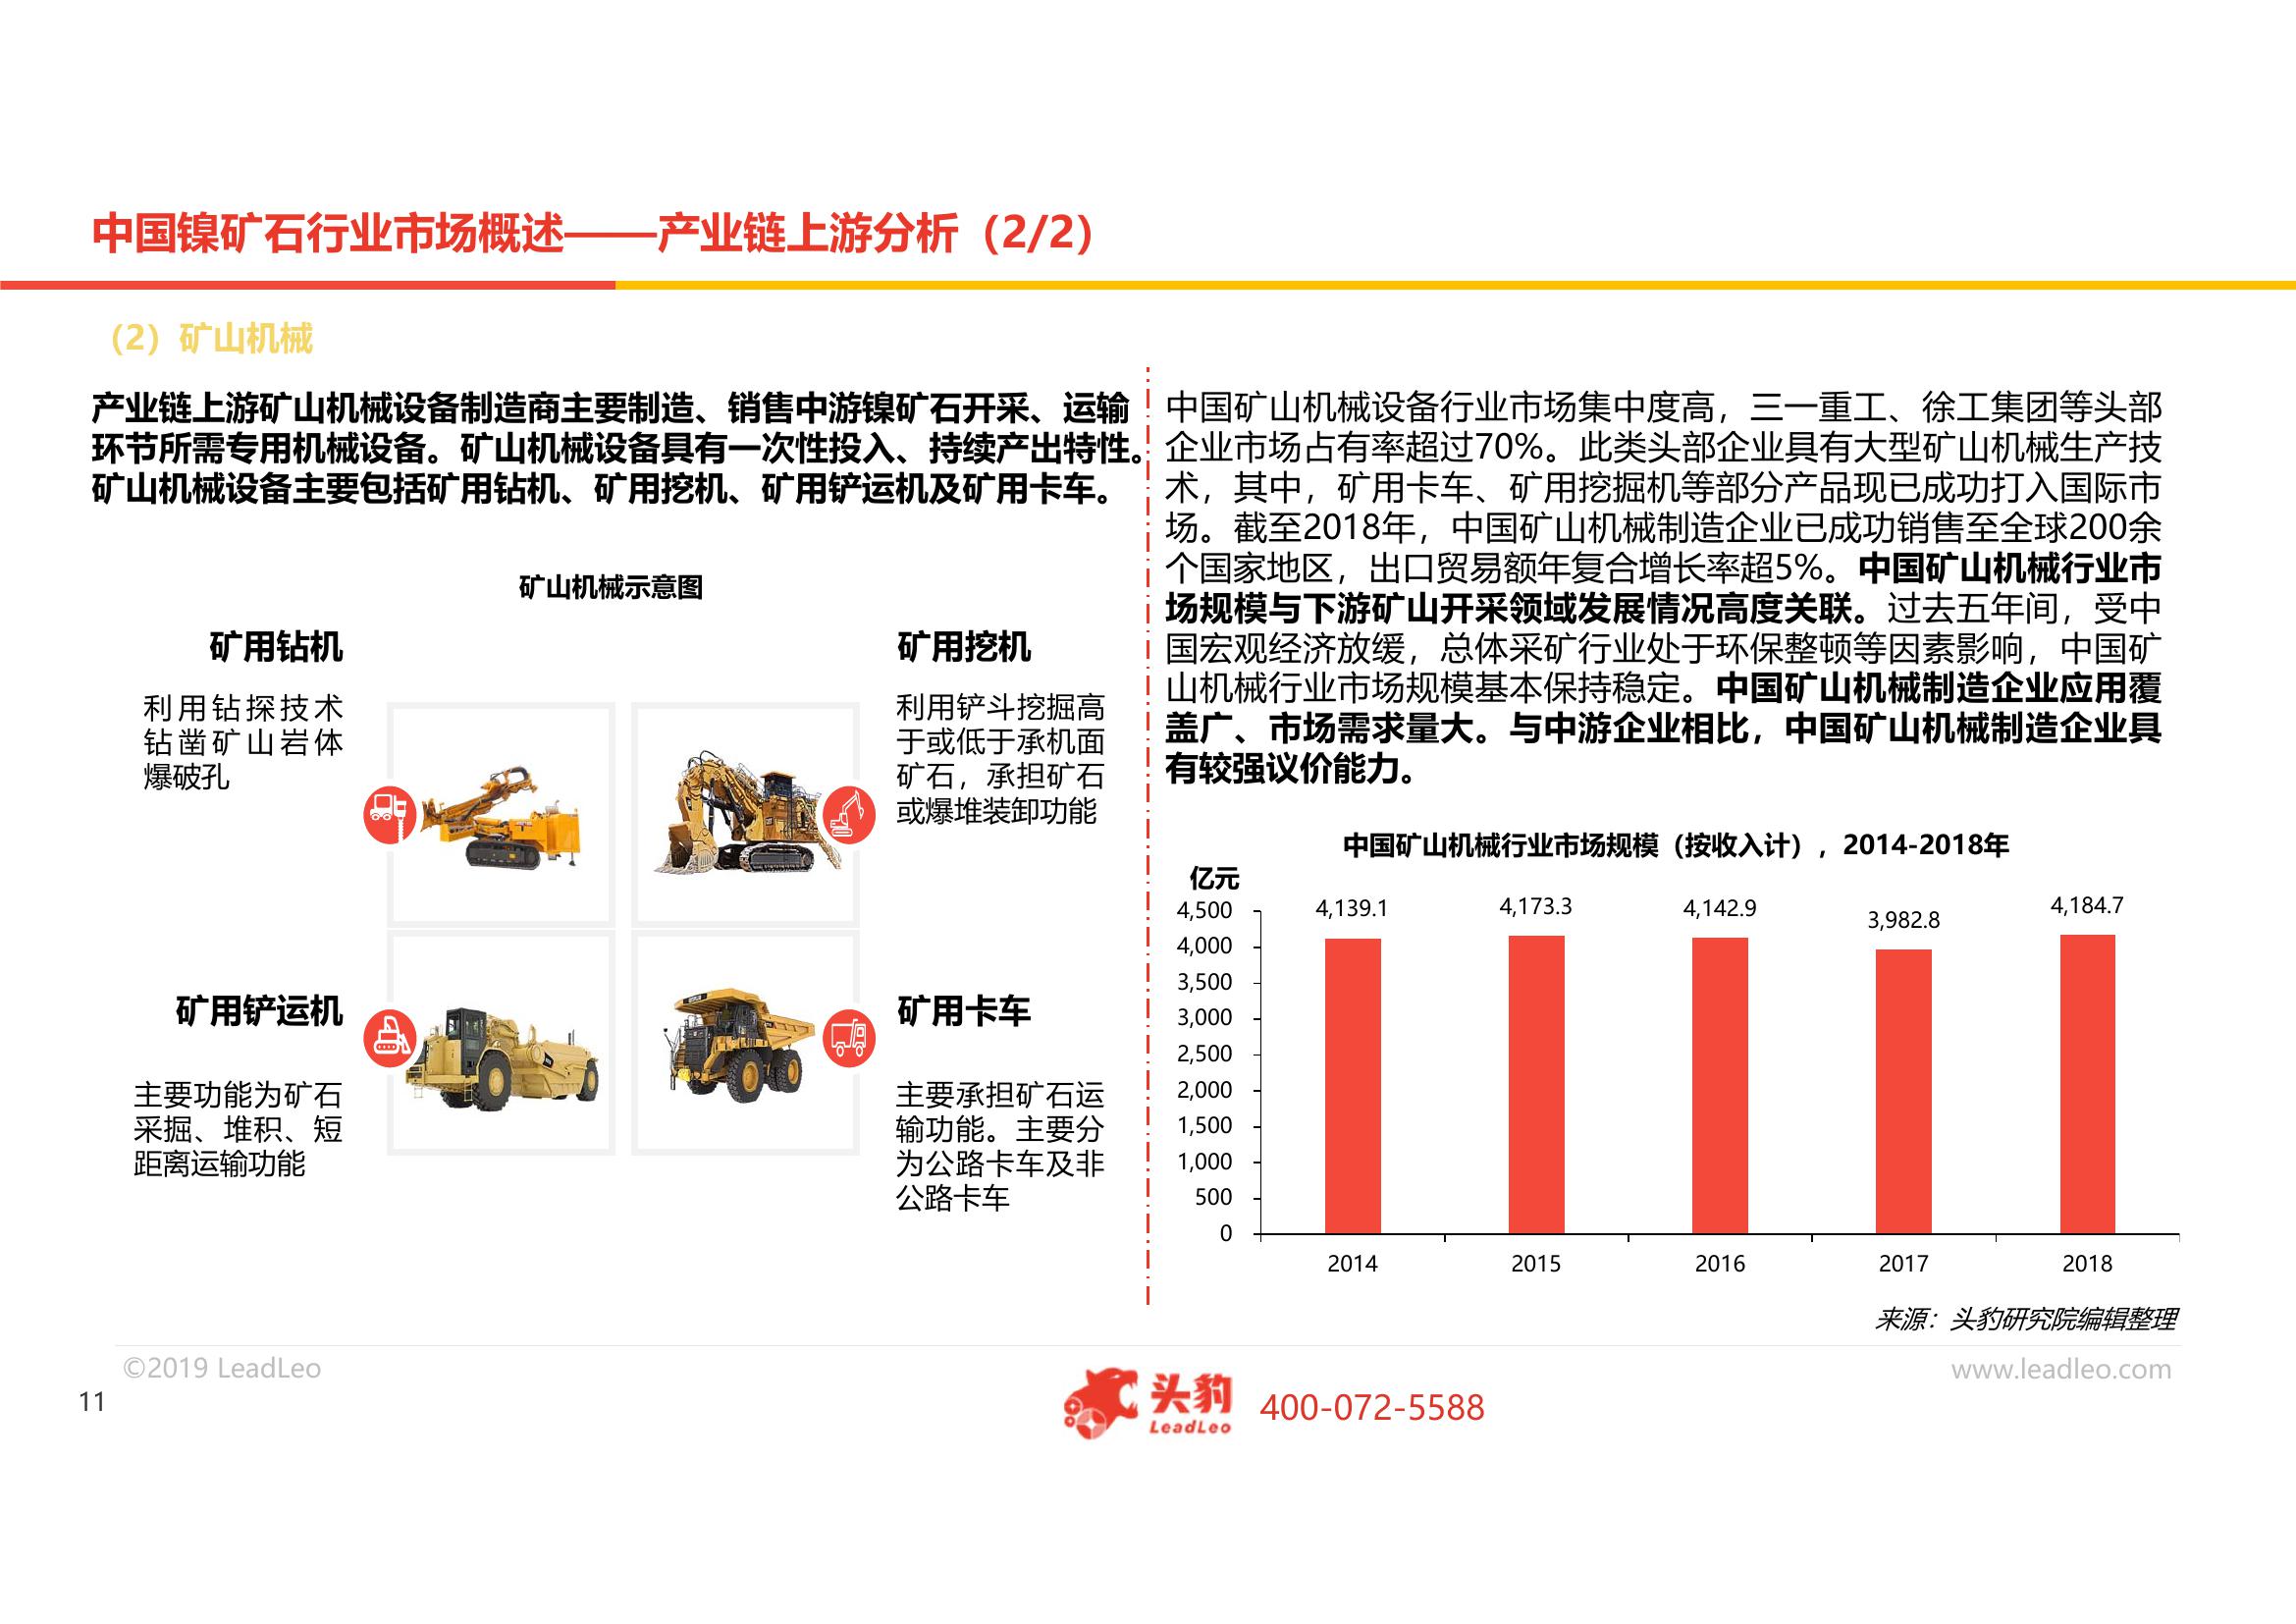 中国镍矿石行业市场概述——产业链上游分析（2/2）
（2）矿山机械
产业链上游矿山机械设备制造商主要制造、销售中游镍矿石开采、运输
环节所需专用机械设备。矿山机械设备具有一次性投入、持续产出特性。
矿山机械设备主要包括矿用钻机、矿用挖机、矿用铲运机及矿用卡车。
矿山机械示意图
矿用钻机
利用钻探技术
钻凿矿山岩体
爆破孔
矿用挖机
利用铲斗挖掘高
于或低于承机面
矿石，承担矿石
或爆堆装卸功能
矿用铲运机
主要功能为矿石
采掘、堆积、短
距离运输功能
矿用卡车
主要承担矿石运
输功能。主要分
为公路卡车及非
公路卡车
中国矿山机械设备行业市场集中度高，三一重工、徐工集团等头部
企业市场占有率超过70%。此类头部企业具有大型矿山机械生产技
术，其中，矿用卡车、矿用挖掘机等部分产品现已成功打入国际市
场。截至2018年，中国矿山机械制造企业已成功销售至全球200余
个国家地区，出口贸易额年复合增长率超5%。中国矿山机械行业市
场规模与下游矿山开采领域发展情况高度关联。过去五年间，受中
国宏观经济放缓，总体采矿行业处于环保整顿等因素影响，中国矿
山机械行业市场规模基本保持稳定。中国矿山机械制造企业应用覆
盖广、市场需求量大。与中游企业相比，中国矿山机械制造企业具
有较强议价能力。
中国矿山机械行业市场规模（按收入计），2014-2018年
亿元
4,500
4,000
3,500
3,000
2,500
2,000
1,500
1,000
500
0
4,139.1
4,173.3
4,142.9
3,982.8
4,184.7
2014
2015
2016
2017
2018
来源：头豹研究院编辑整理
©2019 LeadLeo
www.leadleo.com
11
头豹
LeadLeo
400-072-5588